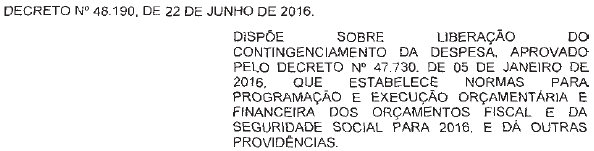 DECRETO Nº 48.190, DE 22 DE JUNHO DE 2016.
DISPÕE SOBRE LIBERAÇÃO DO
CONTINGENCIAMENTO DA DESPESA, APROVADO
PELO DECRETO Nº 47.730, DE 05 DE JANEIRO DE
2016, QUE ESTABELECE NORMAS PARA
PROGRAMAÇÃO E EXECUÇÃO ORÇAMENTÁRIA E
FINANCEIRA DOS ORÇAMENTOS FISCAL E DA
SEGURIDADE SOCIAL PARA 2016, E DÁ OUTRAS
PROVIDÊNCIAS.